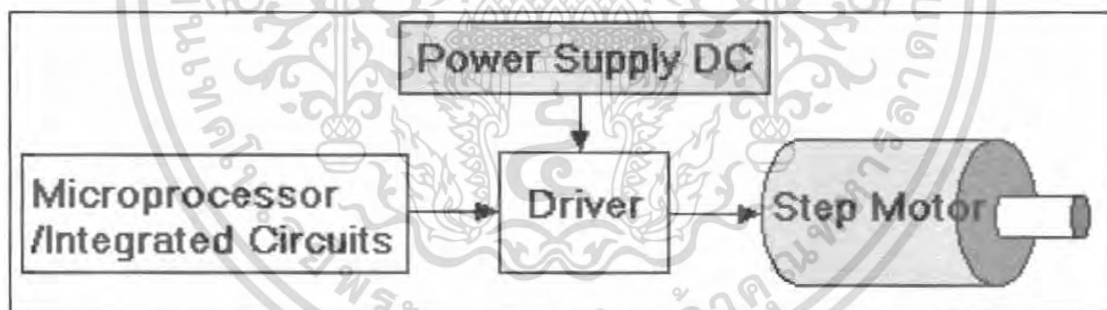 Power Supply DC
Microprocessor
/Integrated Circuits
Driver
Step Motor